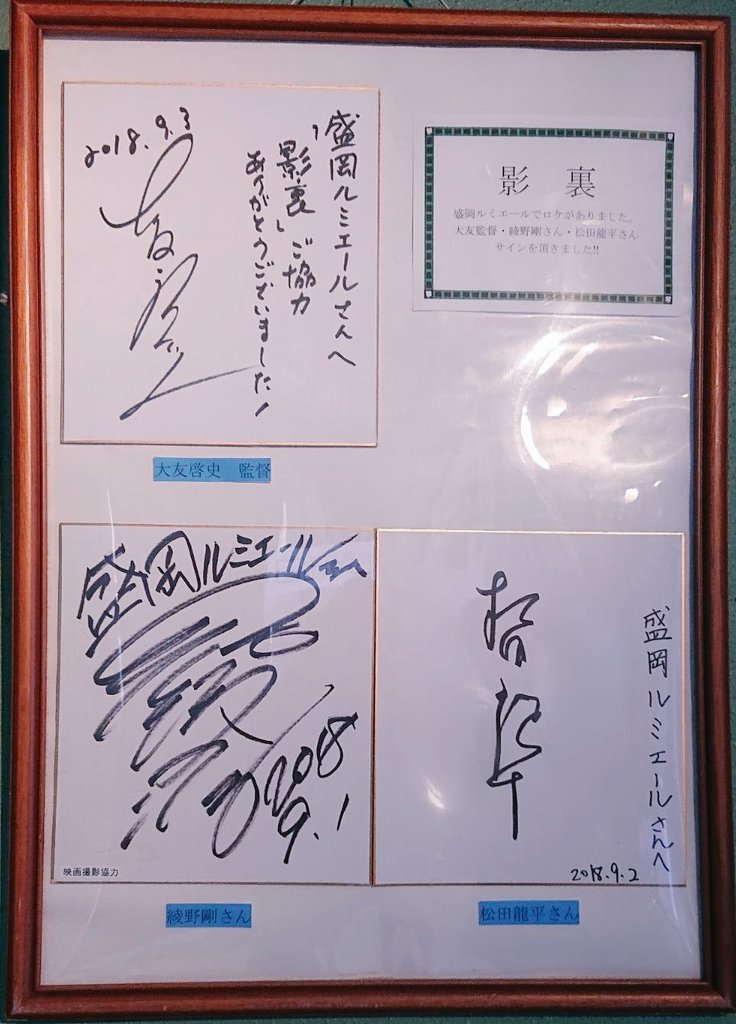 盛岡ルミエールさんへ
「影裏」ご協力
ありがとうございました!
2018.9.3
影 裏
盛岡ルミエールでロケがありました。
大友監督・綾野剛さん・松田龍平さん
サインを頂きました!!
大友啓史 監督
盛岡ルミエール
2018
9.1
映画撮影協力
綾野剛さん
盛岡ルミエールさんへ
2018.9.2
松田龍平さん